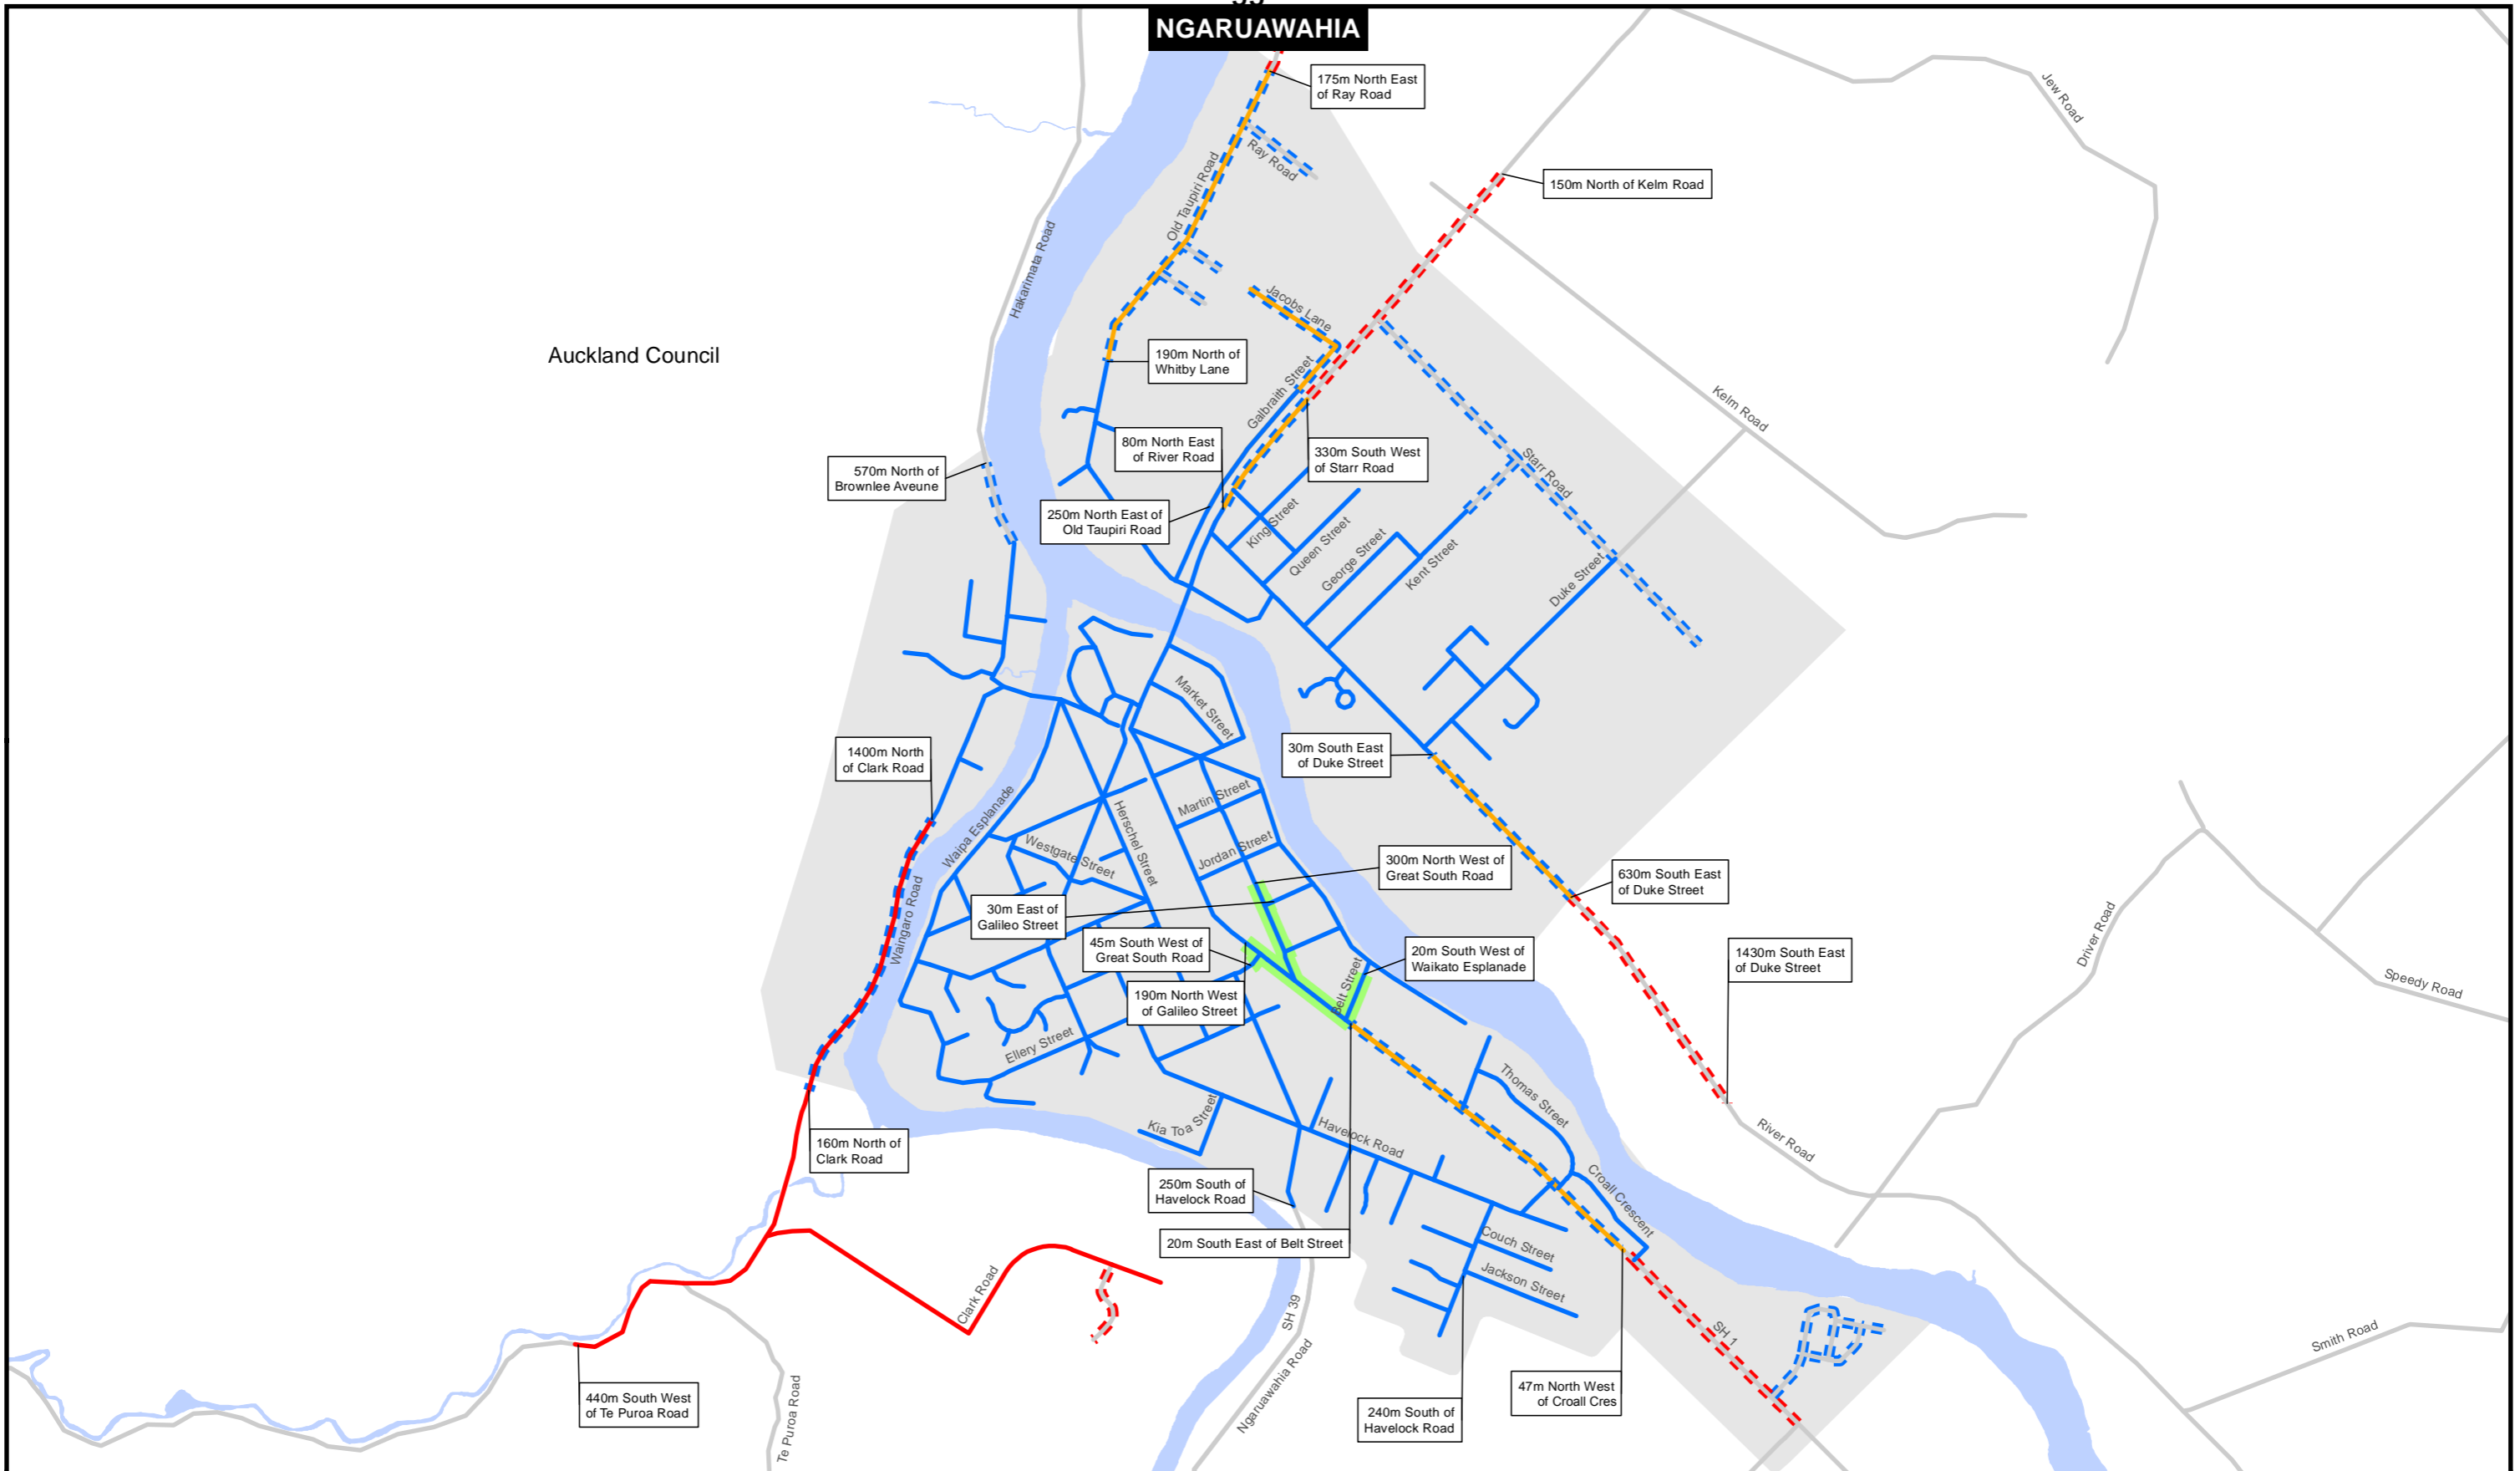 NGARUAWAHIA
175m North East
of Ray Road
Jew Road
Ray Road
Old Taupiri Road
150m North of Kelm Road
Hakarimata Road
Jacobs Lane
Auckland Council
190m North of
Whitby Lane
Galbraith Street
Kelm Road
80m North East
of River Road
330m South West
of Starr Road
570m North of
Brownlee Aveune
Starr Road
250m North East of
Old Taupiri Road
King Street
Queen Street
George Street
Kent Street
Duke Street
Market Street
1400m North
of Clark Road
30m South East
of Duke Street
Waipa Esplanade
Martin Street
Herschel Street
Westgate Street
Jordan Street
300m North West of
Great South Road
630m South East
of Duke Street
30m East of
Galileo Street
Waingaro Road
45m South West of
Great South Road
20m South West of
Waikato Esplanade
1430m South East
of Duke Street
Driver Road
Speedy Road
190m North West
of Galileo Street
Belt Street
Ellery Street
Thomas Street
Kia Toa Street
Havelock Road
River Road
160m North of
Clark Road
250m South of
Havelock Road
Croall Crescent
20m South East of Belt Street
Couch Street
Jackson Street
Clark Road
SH 39
SH 1
Smith Road
440m South West
of Te Puroa Road
Te Puroa Road
Ngaruawahia Road
240m South of
Havelock Road
47m North West
of Croall Cres